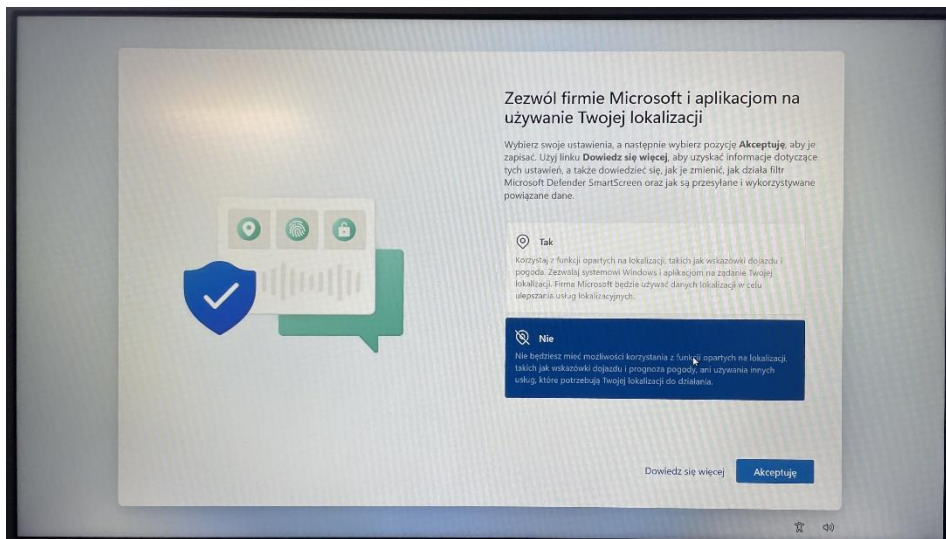 Zezwól firmie Microsoft i aplikacjom na
używanie Twojej lokalizacji
Wybierz swoje ustawienia, a następnie wybierz pozycję Akceptuję, aby je
zapisać. Użyj linku Dowiedz się więcej, aby uzyskać informacje dotyczące
tych ustawień, a także dowiedzieć się, jak je zmienić, jak działa filtr
Microsoft Defender SmartScreen oraz jak są przesyłane i wykorzystywane
powiązane dane.
Tak
Korzystaj z funkcji opartych na lokalizacji, takich jak wskazówki dojazdu i
pogoda. Zezwalaj systemowi Windows i aplikacjom na żądanie Twojej
lokalizacji. Firma Microsoft będzie używać danych lokalizacji w celu
ulepszania usług lokalizacyjnych.
Nie
Nie będziesz mieć możliwości korzystania z funkcji opartych na lokalizacji,
takich jak wskazówki dojazdu i prognoza pogody, ani używania innych
usług, które potrzebują Twojej lokalizacji do działania.
Dowiedz się więcej
Akceptuję